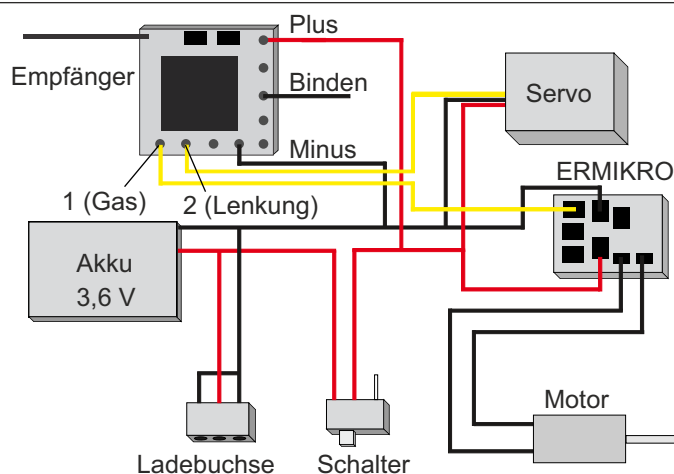 Plus
Empfänger
Binden
Servo
Minus
ERMIKRO
1 (Gas)
2 (Lenkung)
Akku
3,6 V
Motor
Ladebuchse
Schalter